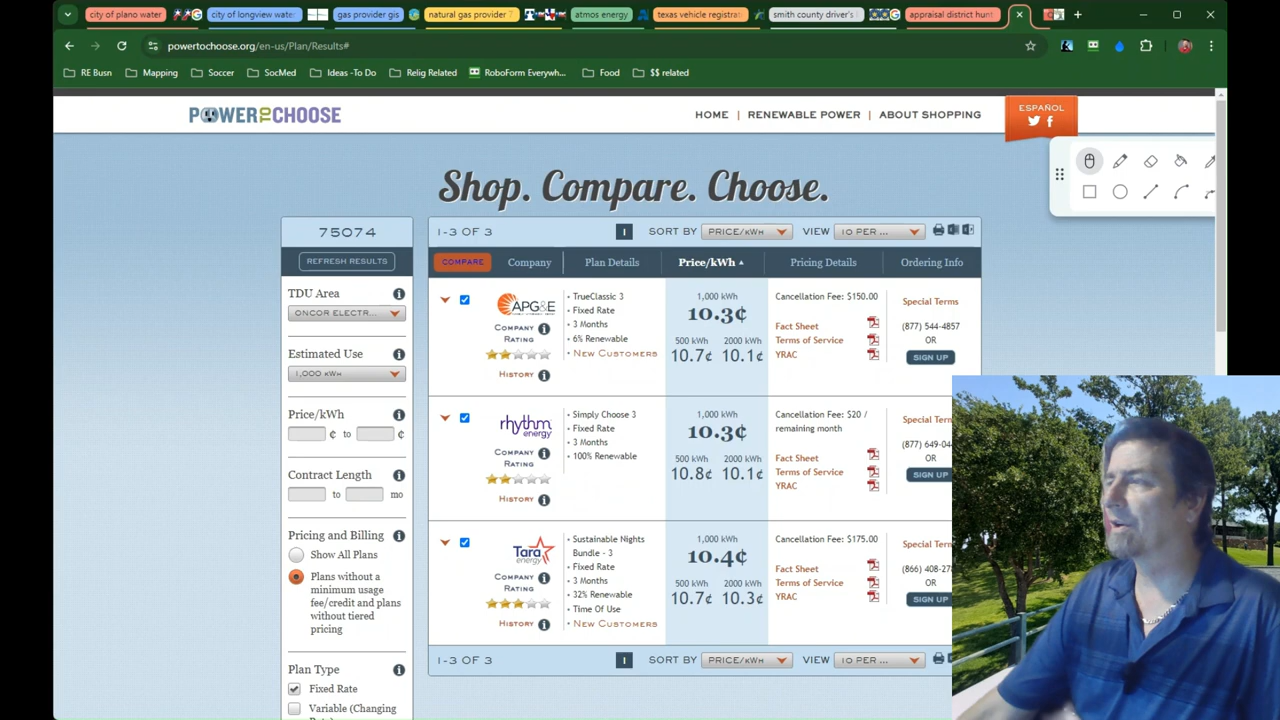 city of plano water
city of longview water
gas provider gis
natural gas provider 7
atmos energy
texas vehicle registrat
smith county driver's
appraisal district hunt
powertochoose.org/en-us/Plan/Results#
RE Busn
Mapping
Soccer
SocMed
Ideas -To Do
Relig Related
RoboForm Everywh...
Food
$$ related
POWER TO CHOOSE
HOME | RENEWABLE POWER | ABOUT SHOPPING
ESPAÑOL
Shop. Compare. Choose.
75074
REFRESH RESULTS
TDU Area
ONCOR ELECTR...
Estimated Use
1,000 KWH
Price/kWh
¢ to ¢
Contract Length
to mo
Pricing and Billing
Show All Plans
Plans without a
minimum usage
fee/credit and plans
without tiered
pricing
Plan Type
Fixed Rate
Variable (Changing
1-3 OF 3
1
SORT BY PRICE/KWH
VIEW 10 PER ...
COMPARE
Company
Plan Details
Price/kWh
Pricing Details
Ordering Info
APG&E
COMPANY
RATING
HISTORY
• TrueClassic 3
• Fixed Rate
• 3 Months
• 6% Renewable
• NEW CUSTOMERS
1,000 kWh
10.3¢
500 kWh 2000 kWh
10.7¢ 10.1¢
Cancellation Fee: $150.00
Fact Sheet
Terms of Service
YRAC
Special Terms
(877) 544-4857
OR
SIGN UP
rhythm
energy
COMPANY
RATING
HISTORY
• Simply Choose 3
• Fixed Rate
• 3 Months
• 100% Renewable
1,000 kWh
10.3¢
500 kWh 2000 kWh
10.8¢ 10.1¢
Cancellation Fee: $20 /
remaining month
Fact Sheet
Terms of Service
YRAC
Special Term
(877) 649-04
OR
SIGN UP
Tara
energy
COMPANY
RATING
HISTORY
• Sustainable Nights
Bundle - 3
• Fixed Rate
• 3 Months
• 32% Renewable
• Time Of Use
• NEW CUSTOMERS
1,000 kWh
10.4¢
500 kWh 2000 kWh
10.7¢ 10.3¢
Cancellation Fee: $175.00
Fact Sheet
Terms of Service
YRAC
Special Term
(866) 408-27
OR
SIGN UP
1-3 OF 3
1
SORT BY PRICE/KWH
VIEW 10 PER ...